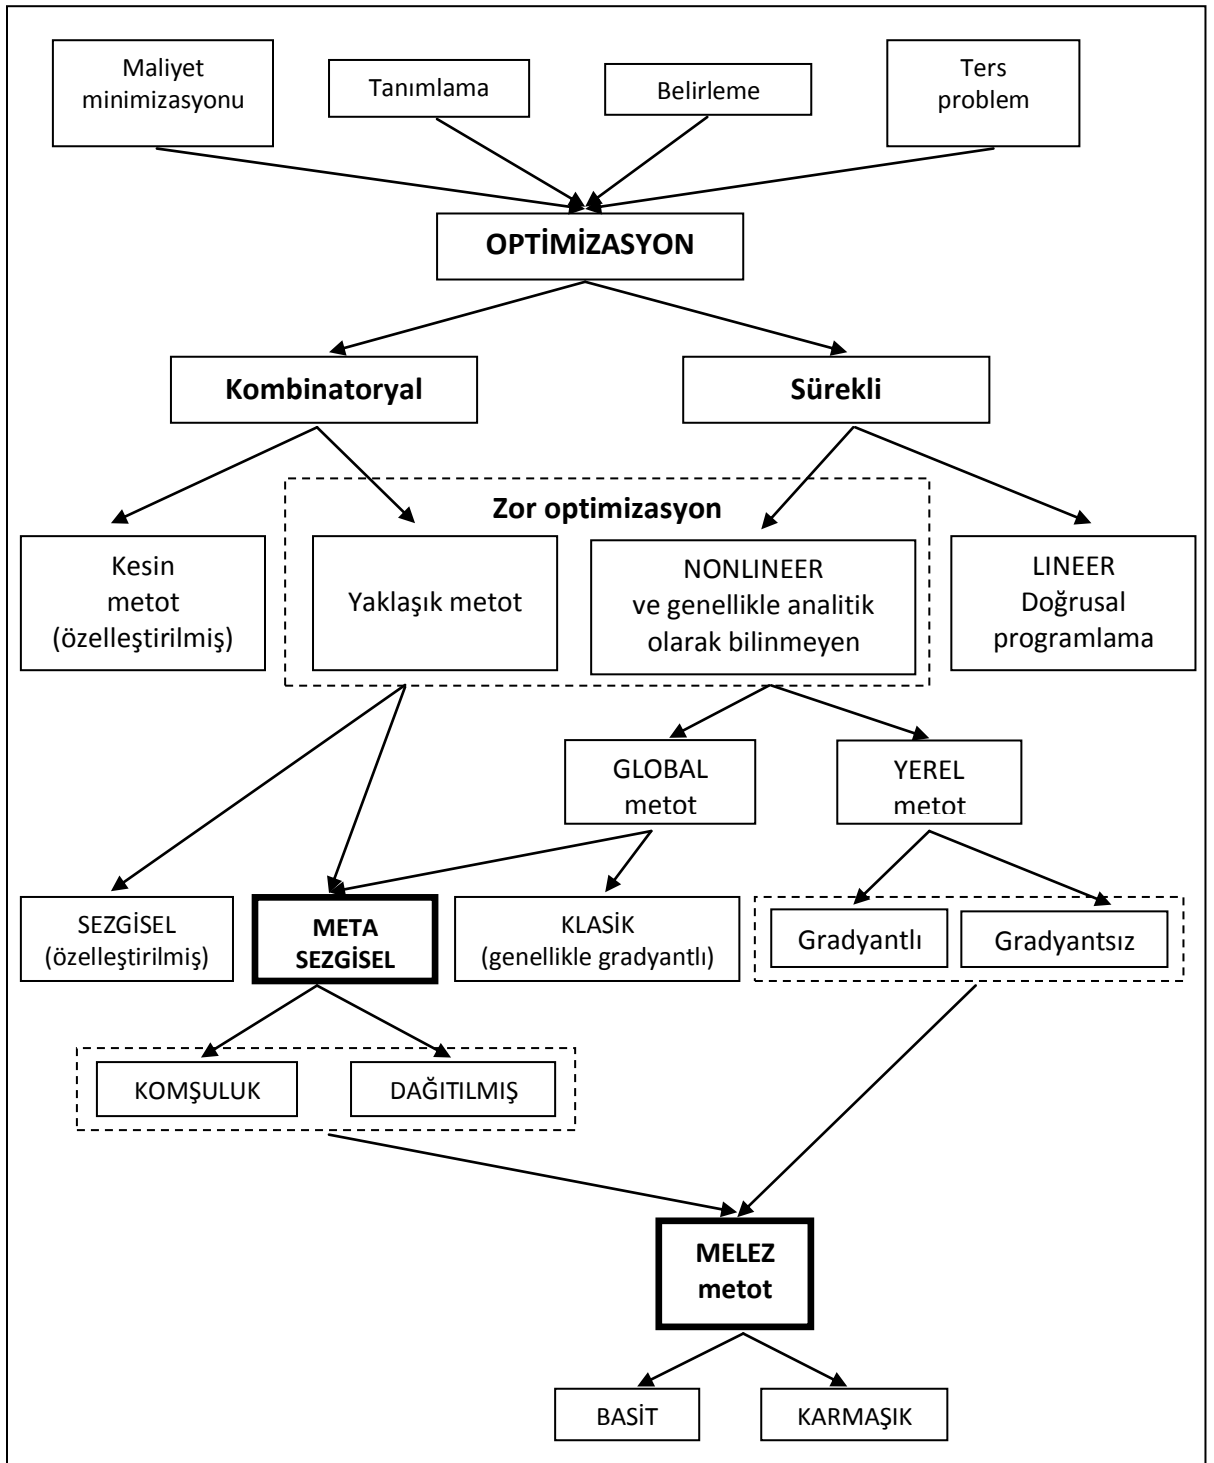 Maliyet
minimizasyonu
Tanımlama
Belirleme
Ters
problem
OPTİMİZASYON
Kombinatoryal
Sürekli
Zor optimizasyon
Kesin
metot
(özelleştirilmiş)
Yaklaşık metot
NONLINEER
ve genellikle analitik
olarak bilinmeyen
LINEER
Doğrusal
programlama
GLOBAL
metot
YEREL
metot
SEZGİSEL
(özelleştirilmiş)
META
SEZGİSEL
KLASİK
(genellikle gradyantlı)
Gradyantlı
Gradyantsız
KOMŞULUK
DAĞITILMIŞ
MELEZ
metot
BASİT
KARMAŞIK